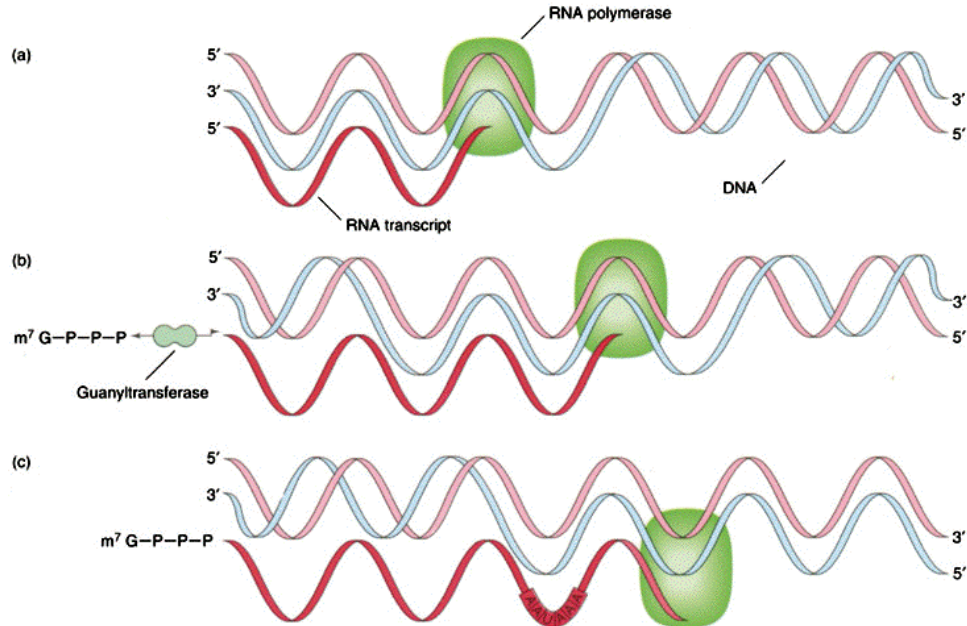 RNA polymerase
(a)
5′
3′
5′
3′
5′
DNA
RNA transcript
(b)
5′
3′
3′
5′
m⁷ G–P–P–P
Guanyltransferase
(c)
5′
3′
m⁷ G–P–P–P
3′
5′
AAUAAA